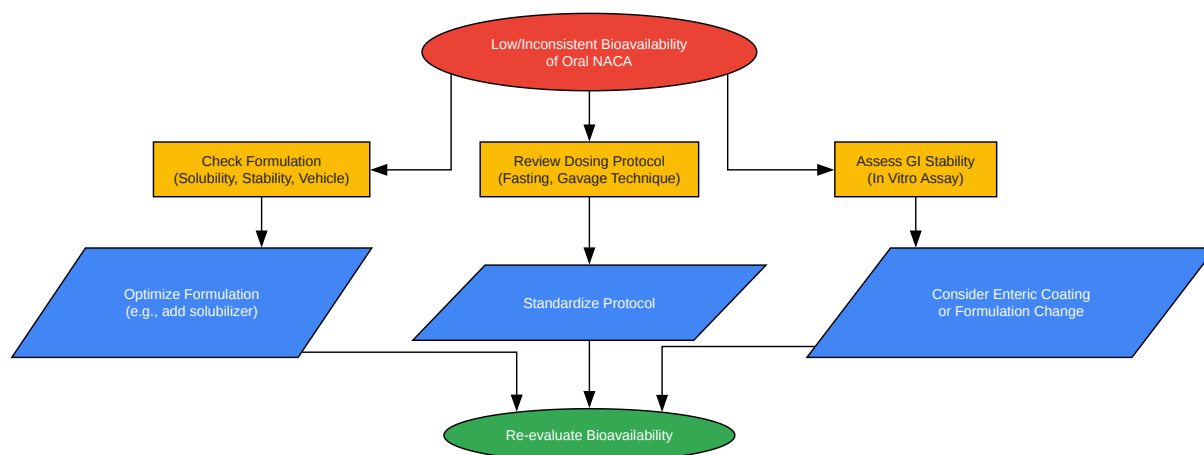 Low/Inconsistent Bioavailability
of Oral NACA
Check Formulation
(Solubility, Stability, Vehicle)
Review Dosing Protocol
(Fasting, Gavage Technique)
Assess GI Stability
(In Vitro Assay)
Optimize Formulation
(e.g., add solubilizer)
Standardize Protocol
Consider Enteric Coating
or Formulation Change
Re-evaluate Bioavailability